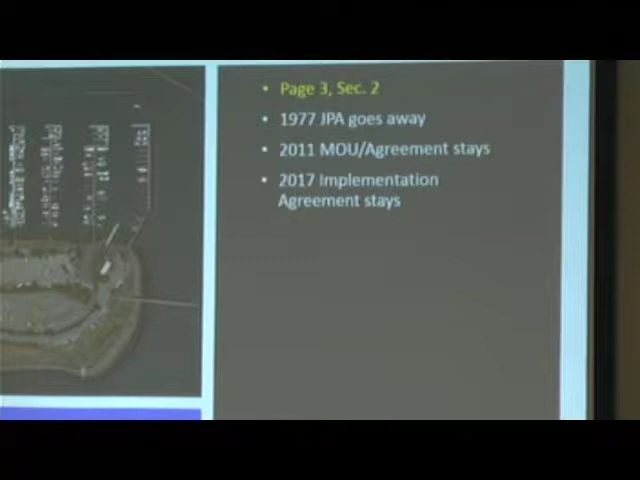 • Page 3, Sec. 2
• 1977 JPA goes away
• 2011 MOU/Agreement stays
• 2017 Implementation
Agreement stays